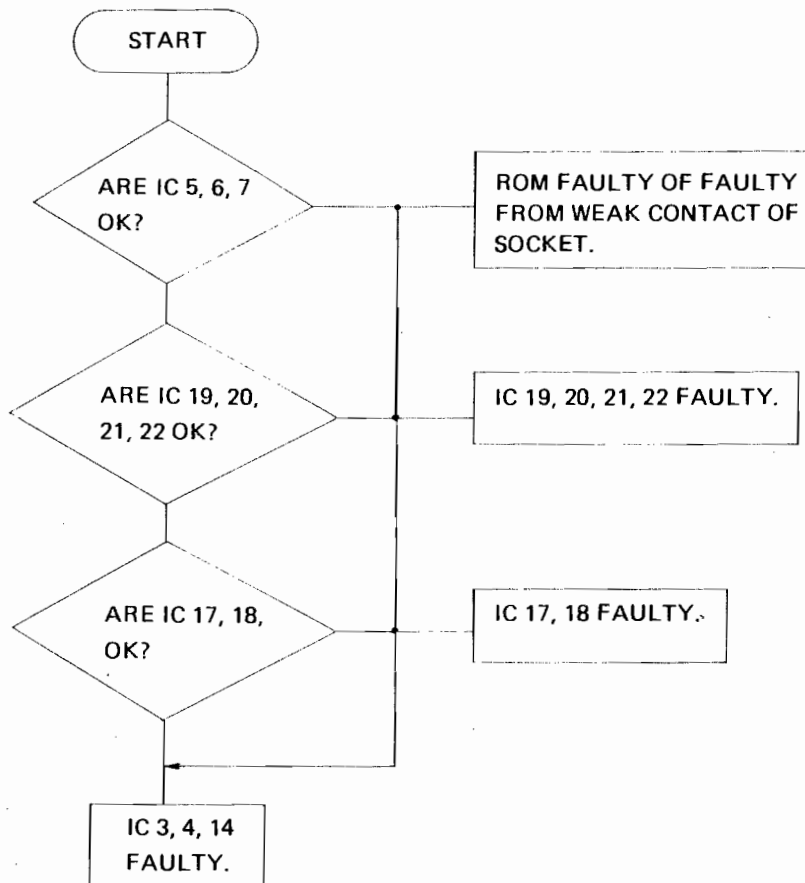 START
ARE IC 5, 6, 7
OK?
ROM FAULTY OF FAULTY
FROM WEAK CONTACT OF
SOCKET.
ARE IC 19, 20,
21, 22 OK?
IC 19, 20, 21, 22 FAULTY.
ARE IC 17, 18,
OK?
IC 17, 18 FAULTY.
IC 3, 4, 14
FAULTY.